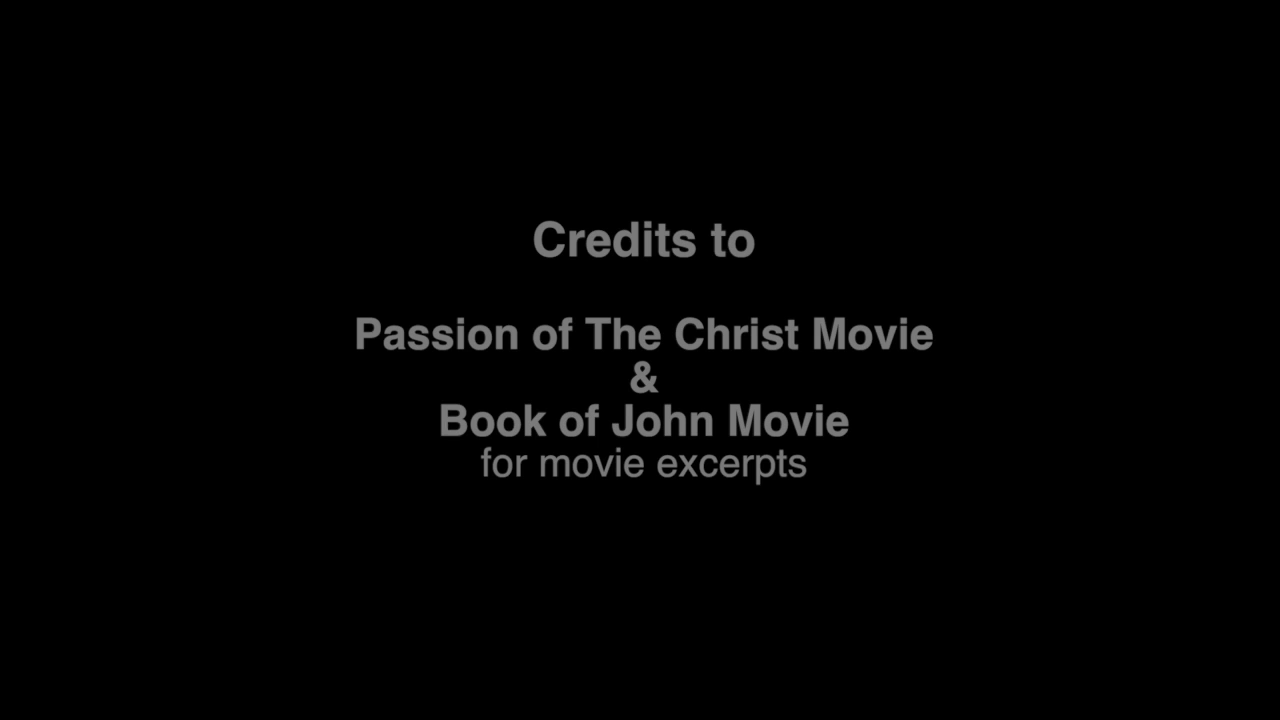 Credits to
Passion of The Christ Movie
&
Book of John Movie
for movie excerpts